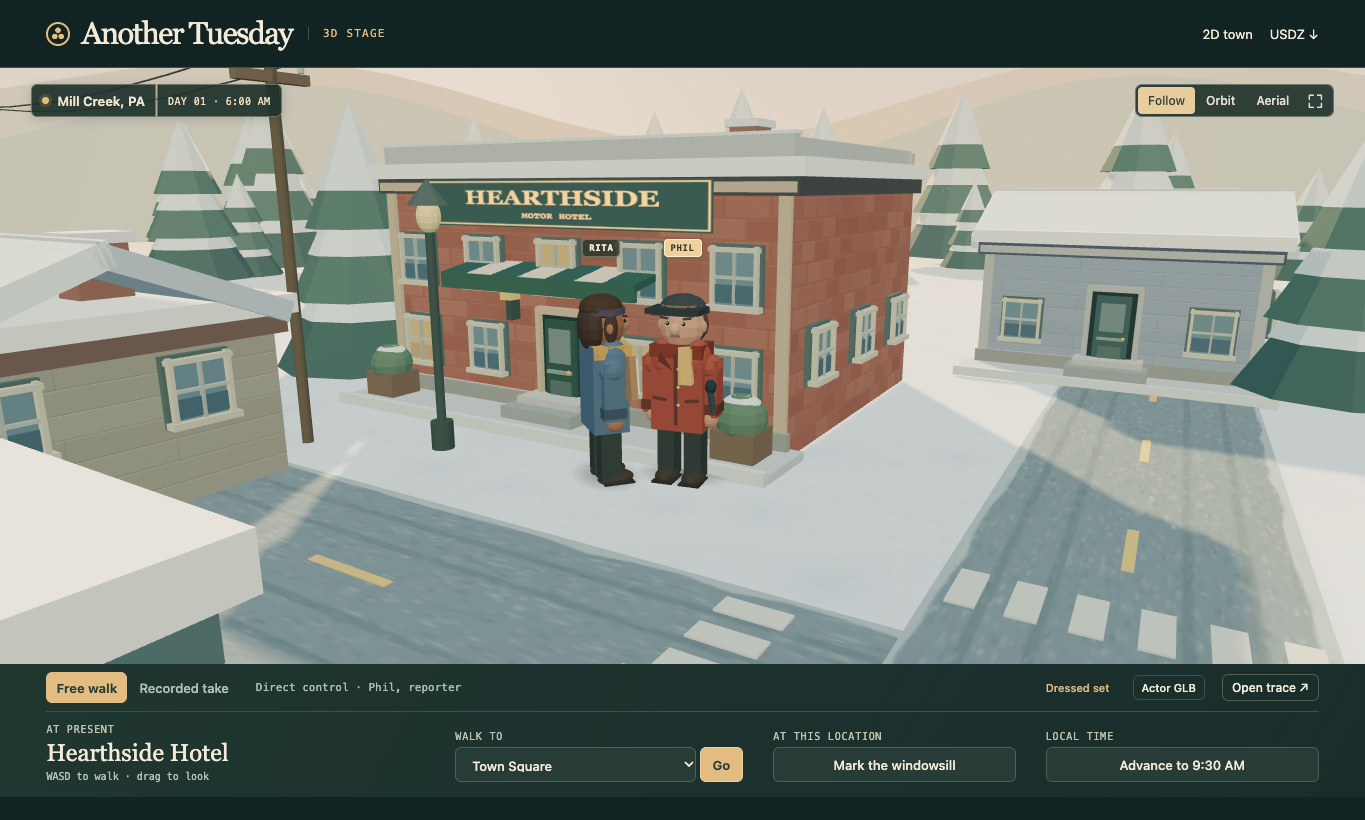 Another Tuesday
3D STAGE
2D town
USDZ ↓
Mill Creek, PA
DAY 01 · 6:00 AM
Follow
Orbit
Aerial
HEARTHSIDE
MOTOR HOTEL
RITA
PHIL
Free walk
Recorded take
Direct control · Phil, reporter
Dressed set
Actor GLB
Open trace ↗
AT PRESENT
Hearthside Hotel
WASD to walk · drag to look
WALK TO
Town Square
Go
AT THIS LOCATION
Mark the windowsill
LOCAL TIME
Advance to 9:30 AM